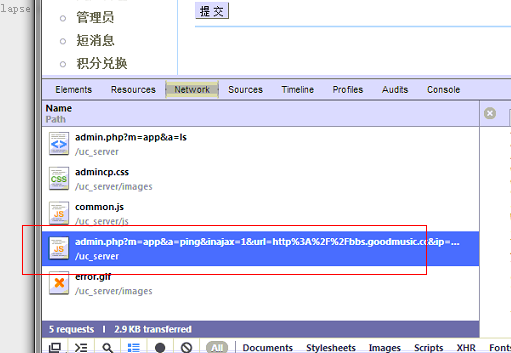 lapse
管理员
短消息
积分兑换
提交
Elements Resources Network Sources Timeline Profiles Audits Console
Name
Path
admin.php?m=app&a=ls
/uc_server
admincp.css
/uc_server/images
common.js
/uc_server/js
admin.php?m=app&a=ping&inajax=1&url=http%3A%2F%2Fbbs.goodmusic.cc&ip=...
/uc_server
error.gif
/uc_server/images
5 requests | 2.9 KB transferred
All Documents Stylesheets Images Scripts XHR Fonts